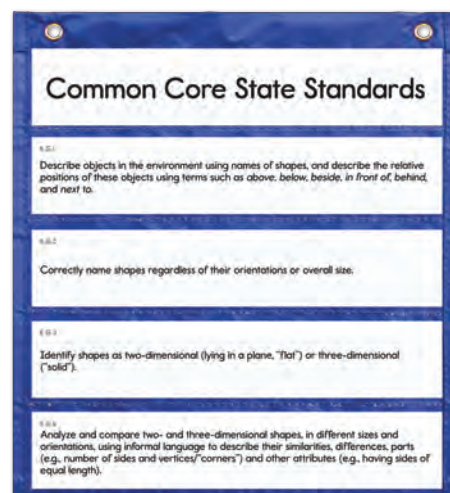 Common Core State Standards
K.G.1
Describe objects in the environment using names of shapes, and describe the relative
positions of these objects using terms such as above, below, beside, in front of, behind,
and next to.
K.G.2
Correctly name shapes regardless of their orientations or overall size.
K.G.3
Identify shapes as two-dimensional (lying in a plane, "flat") or three-dimensional
("solid").
K.G.4
Analyze and compare two- and three-dimensional shapes, in different sizes and
orientations, using informal language to describe their similarities, differences, parts
(e.g., number of sides and vertices/"corners") and other attributes (e.g., having sides of
equal length).